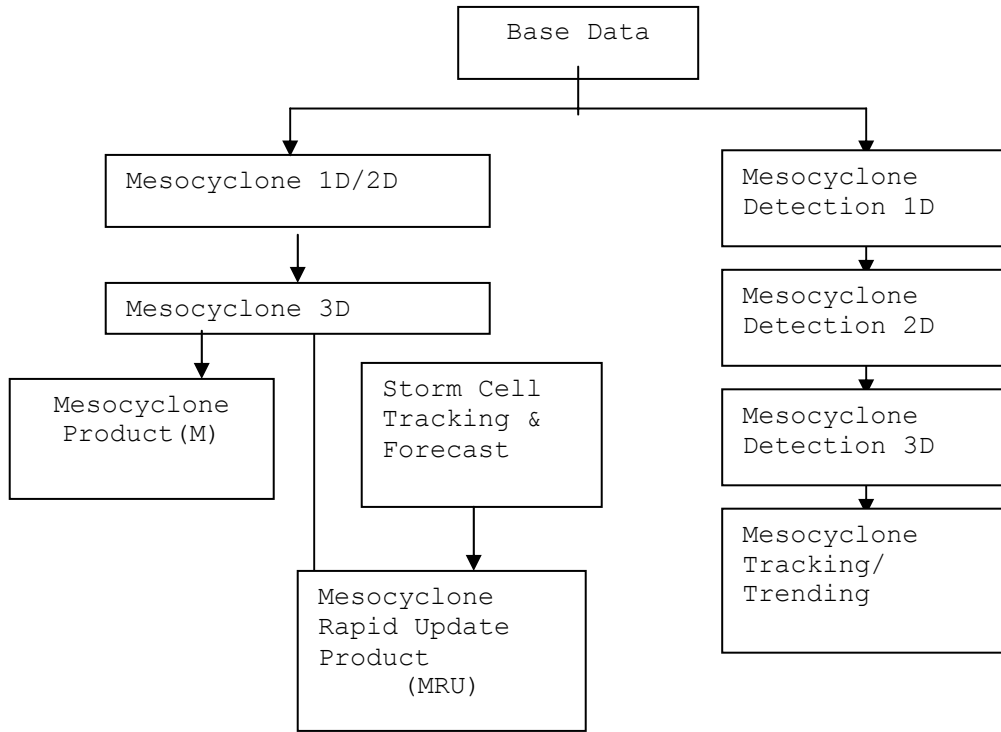 Base Data
Mesocyclone 1D/2D
Mesocyclone 3D
Mesocyclone
Product(M)
Storm Cell
Tracking &
Forecast
Mesocyclone
Rapid Update
Product
(MRU)
Mesocyclone
Detection 1D
Mesocyclone
Detection 2D
Mesocyclone
Detection 3D
Mesocyclone
Tracking/
Trending